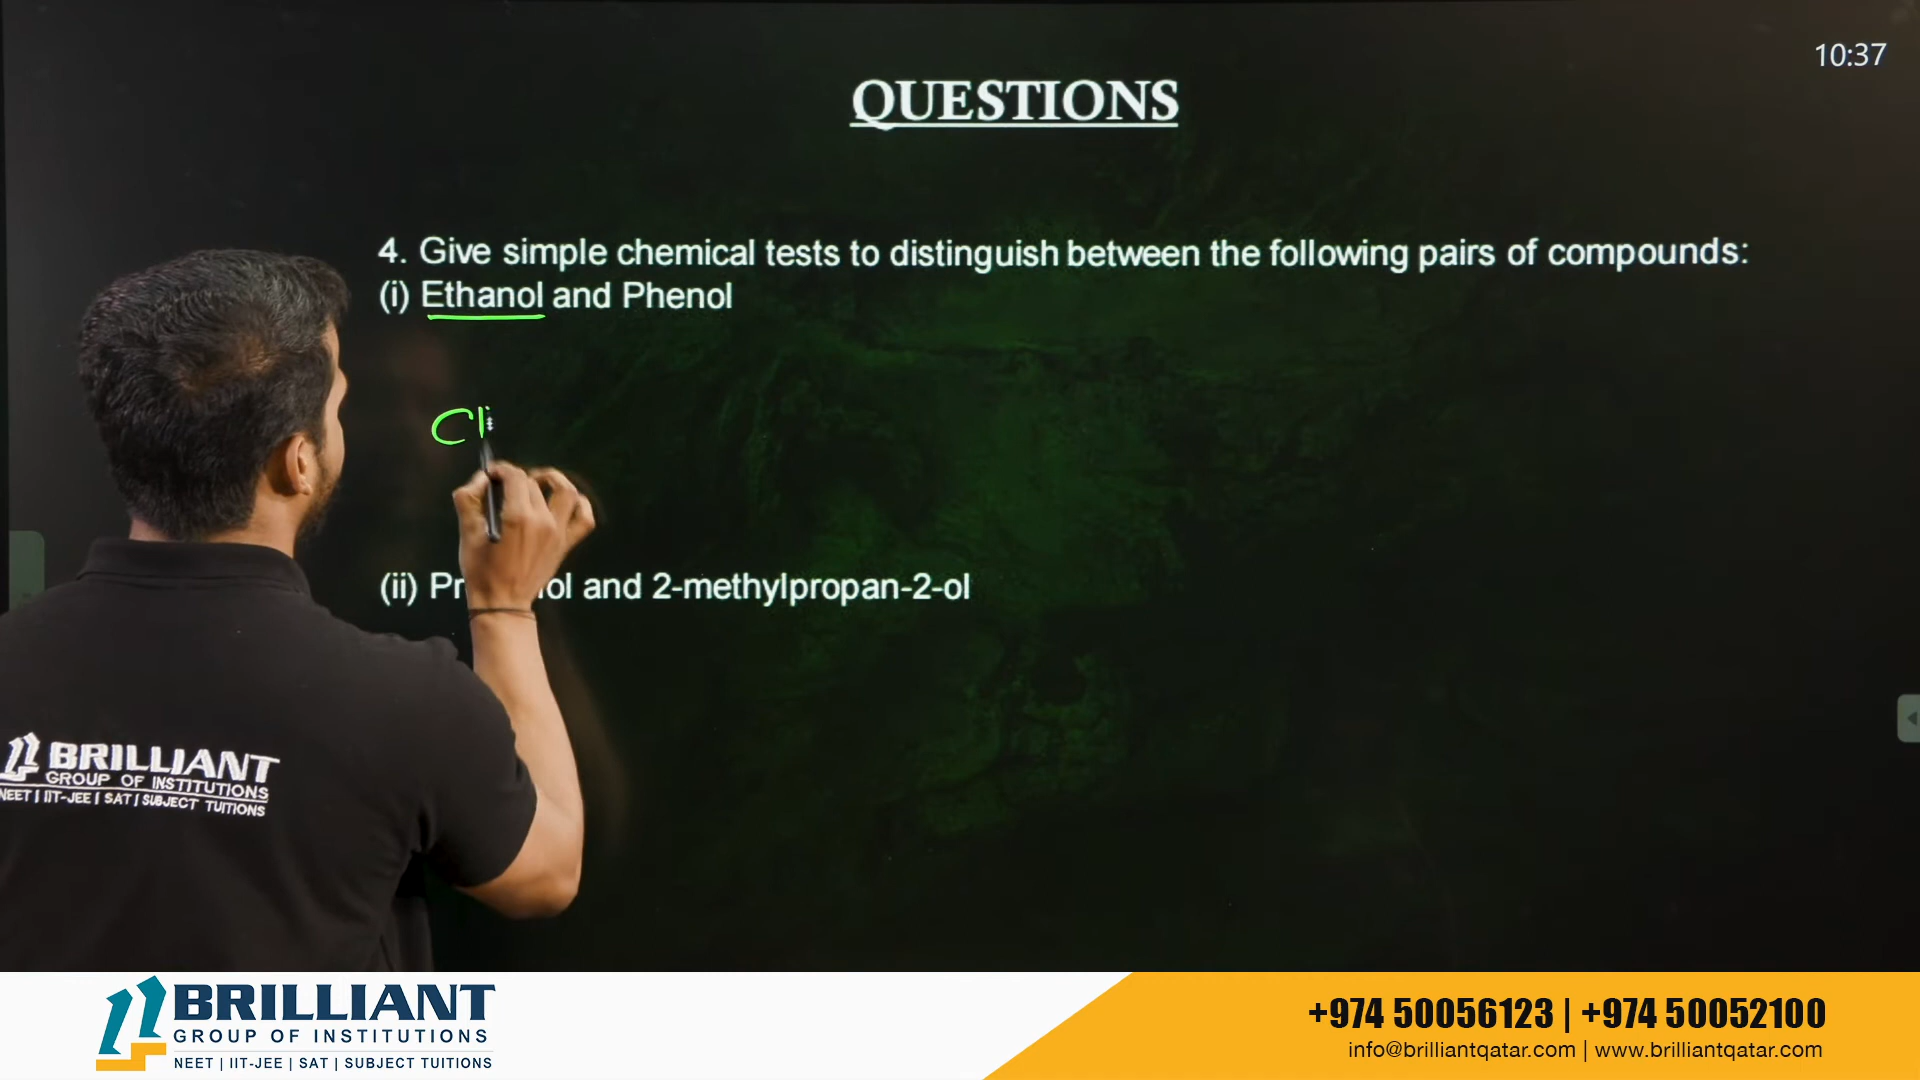 10:37
QUESTIONS
4. Give simple chemical tests to distinguish between the following pairs of compounds:
(i) Ethanol and Phenol
(ii) and 2-methylpropan-2-ol
BRILLIANT
GROUP OF INSTITUTIONS
NEET | IIT-JEE | SAT | SUBJECT TUITIONS
BRILLIANT
GROUP OF INSTITUTIONS
NEET | IIT-JEE | SAT | SUBJECT TUITIONS
+974 50056123 | +974 50052100
info@brilliantqatar.com | www.brilliantqatar.com